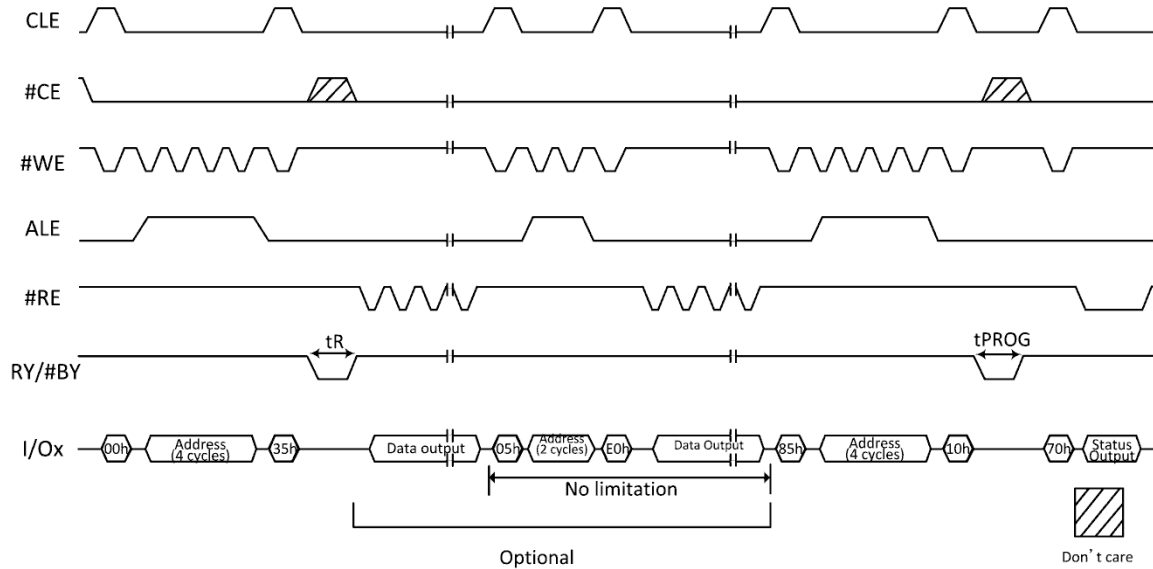 CLE
#CE
#WE
ALE
#RE
tR
tPROG
RY/#BY
I/Ox
00h
Address
(4 cycles)
35h
Data output
05h
Address
(2 cycles)
E0h
Data Output
85h
Address
(4 cycles)
10h
70h
Status
Output
No limitation
Optional
Don't care